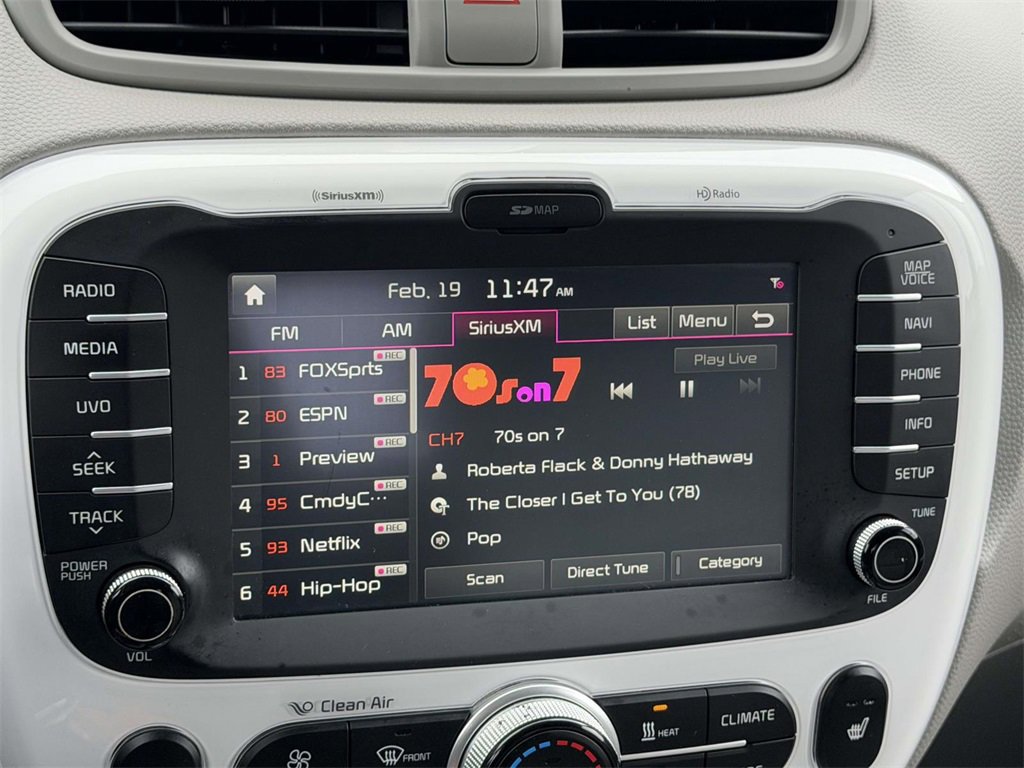 SiriusXM
HD Radio
SD MAP
RADIO
MEDIA
UVO
SEEK
TRACK
POWER
PUSH
VOL
Feb. 19 11:47 AM
FM AM SiriusXM List Menu
1 83 FOXSprts REC
2 80 ESPN REC
3 1 Preview REC
4 95 CmdyC… REC
5 93 Netflix REC
6 44 Hip-Hop REC
70s on 7
Play Live
CH7 70s on 7
Roberta Flack & Donny Hathaway
The Closer I Get To You (78)
Pop
Scan Direct Tune Category
MAP
VOICE
NAVI
PHONE
INFO
SETUP
TUNE
FILE
Clean Air
FRONT
HEAT
CLIMATE